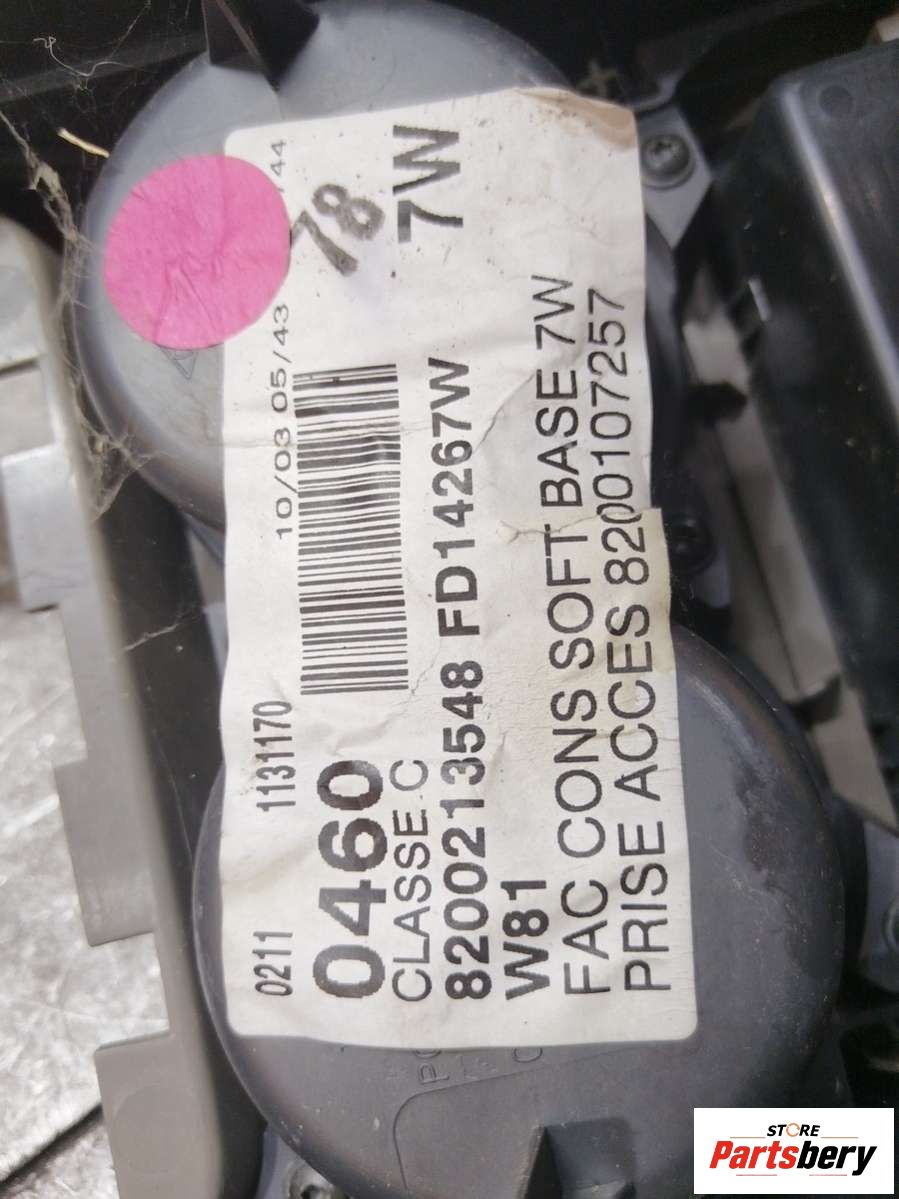 0211 1131170 10/03 05/43 44
0460 78
CLASSE C 7W
8200213548 FD14267W
W81
FAC CONS SOFT BASE 7W
PRISE ACCES 8200107257
STORE
Partsbery